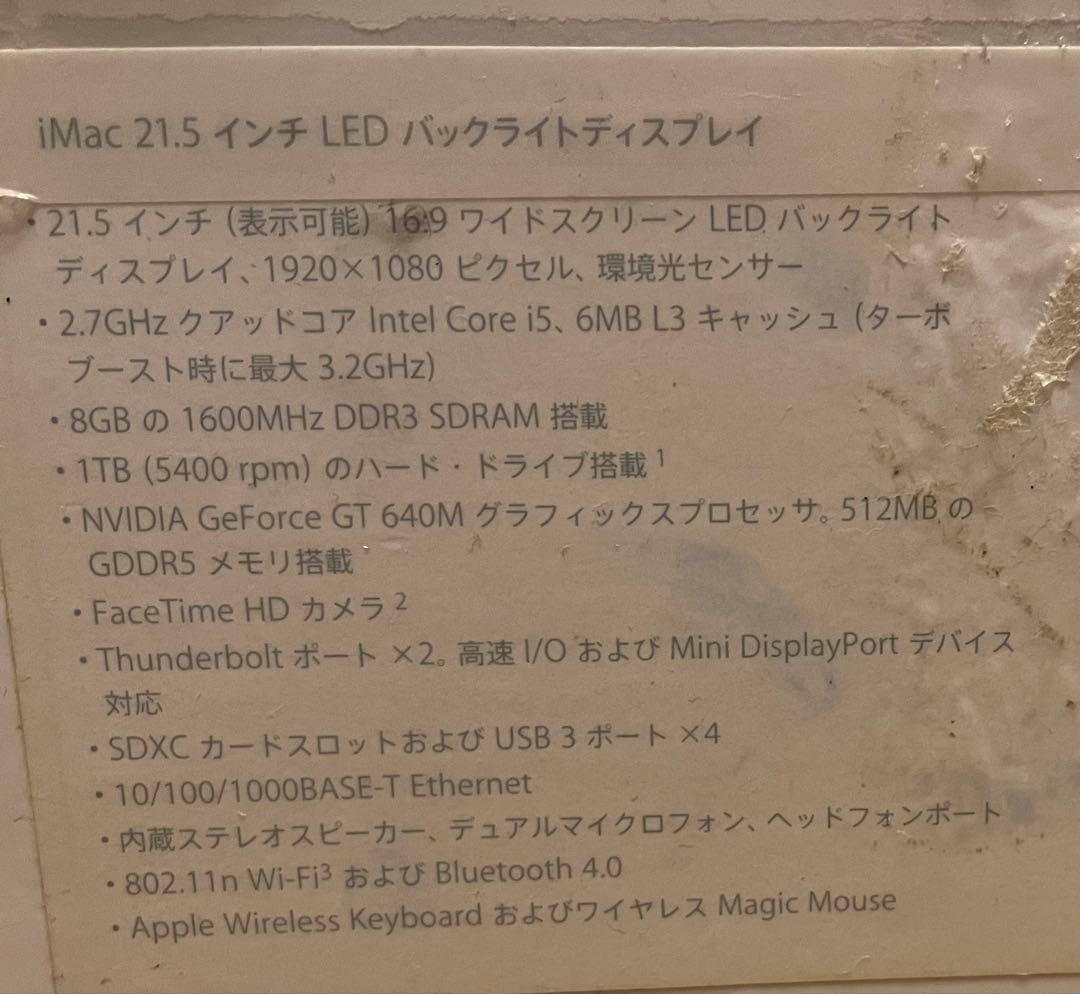 iMac 21.5 インチ LED バックライトディスプレイ
・21.5 インチ (表示可能) 16:9 ワイドスクリーン LED バックライト
ディスプレイ、1920×1080 ピクセル、環境光センサー
・2.7GHz クアッドコア Intel Core i5、6MB L3 キャッシュ (ターボ
ブースト時に最大 3.2GHz)
・8GB の 1600MHz DDR3 SDRAM 搭載
・1TB (5400 rpm) のハード・ドライブ搭載 1
・NVIDIA GeForce GT 640M グラフィックスプロセッサ。512MB の
GDDR5 メモリ搭載
・FaceTime HD カメラ 2
・Thunderbolt ポート ×2。高速 I/O および Mini DisplayPort デバイス
対応
・SDXC カードスロットおよび USB 3 ポート ×4
・10/100/1000BASE-T Ethernet
・内蔵ステレオスピーカー、デュアルマイクロフォン、ヘッドフォンポート
・802.11n Wi-Fi3 および Bluetooth 4.0
・Apple Wireless Keyboard およびワイヤレス Magic Mouse